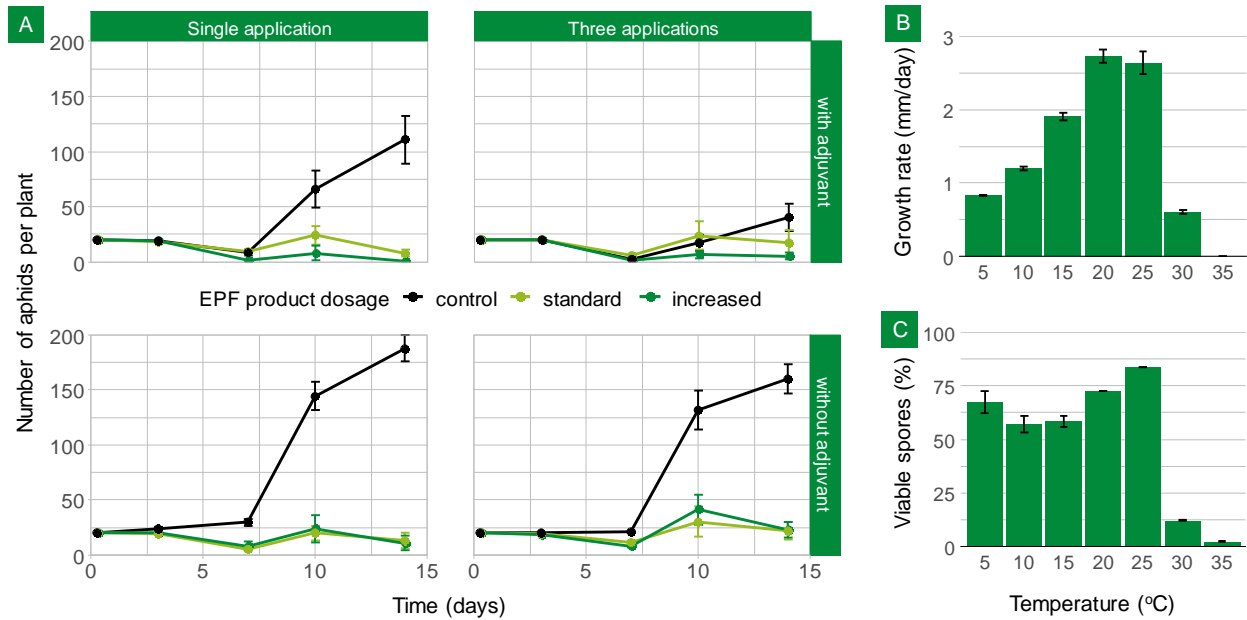 A
Single application
Three applications
Number of aphids per plant
200
150
100
50
0
with adjuvant
EPF product dosage control standard increased
200
150
100
50
0
without adjuvant
0 5 10 15
0 5 10 15
Time (days)
B
Growth rate (mm/day)
3
2
1
0
5 10 15 20 25 30 35
C
Viable spores (%)
100
75
50
25
0
5 10 15 20 25 30 35
Temperature (°C)